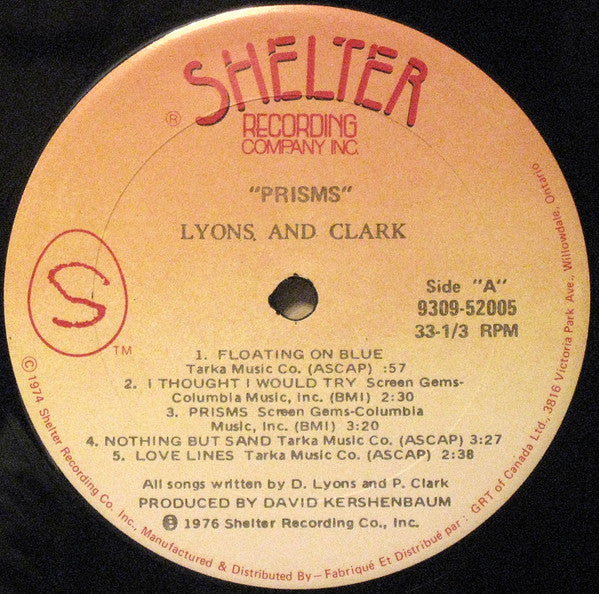 SHELTER
®
RECORDING
COMPANY INC.
"PRISMS"
LYONS AND CLARK
S
TM
Side "A"
9309-52005
33-1/3 RPM
1. FLOATING ON BLUE
Tarka Music Co. (ASCAP) :57
2. I THOUGHT I WOULD TRY Screen Gems-
Columbia Music, Inc. (BMI) 2:30
3. PRISMS Screen Gems-Columbia
Music, Inc. (BMI) 3:20
4. NOTHING BUT SAND Tarka Music Co. (ASCAP) 3:27
5. LOVE LINES Tarka Music Co. (ASCAP) 2:38
All songs written by D. Lyons and P. Clark
PRODUCED BY DAVID KERSHENBAUM
℗ 1976 Shelter Recording Co., Inc.
© 1974 Shelter Recording Co., Inc., Manufactured & Distributed By – Fabriqué Et Distribué par : GRT of Canada Ltd., 3816 Victoria Park Ave., Willowdale, Ontario